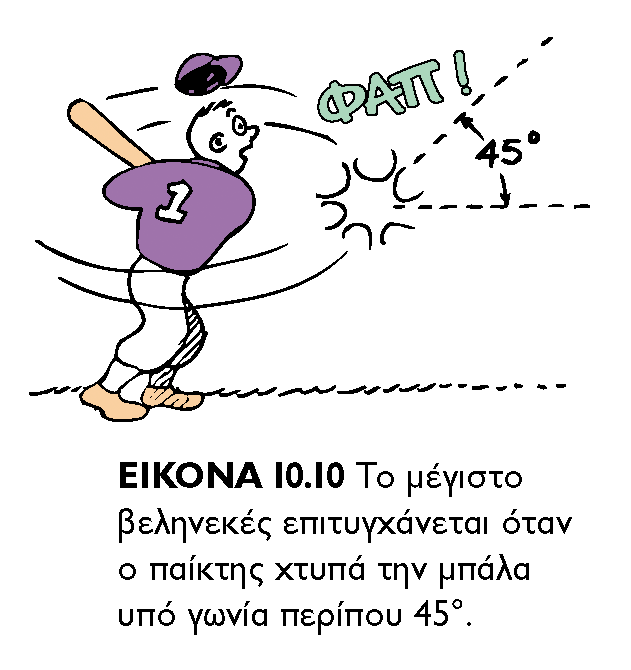 ΦΑΠ!
45°
1
ΕΙΚΟΝΑ 10.10 Το μέγιστο
βεληνεκές επιτυγχάνεται όταν
ο παίκτης χτυπά την μπάλα
υπό γωνία περίπου 45°.